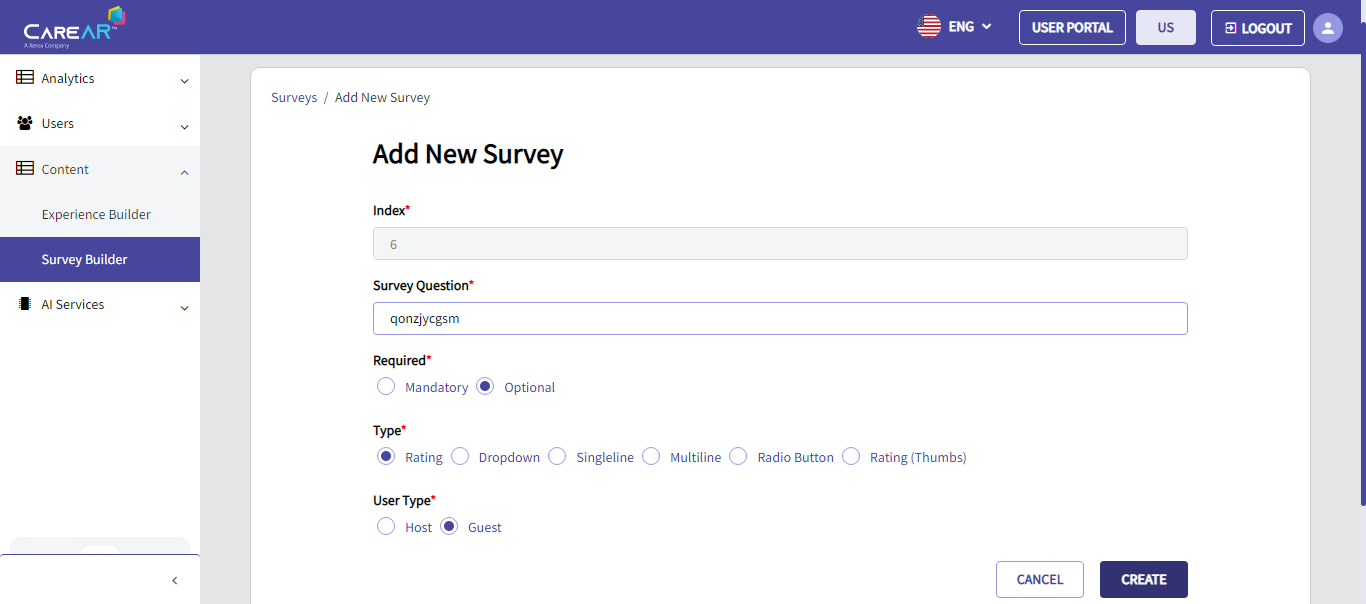 CAREAR™
A Xerox Company
ENG
USER PORTAL
US
LOGOUT
Analytics
Users
Content
Experience Builder
Survey Builder
AI Services
Surveys / Add New Survey
Add New Survey
Index*
6
Survey Question*
qonzjycgsm
Required*
Mandatory Optional
Type*
Rating Dropdown Singleline Multiline Radio Button Rating (Thumbs)
User Type*
Host Guest
CANCEL CREATE